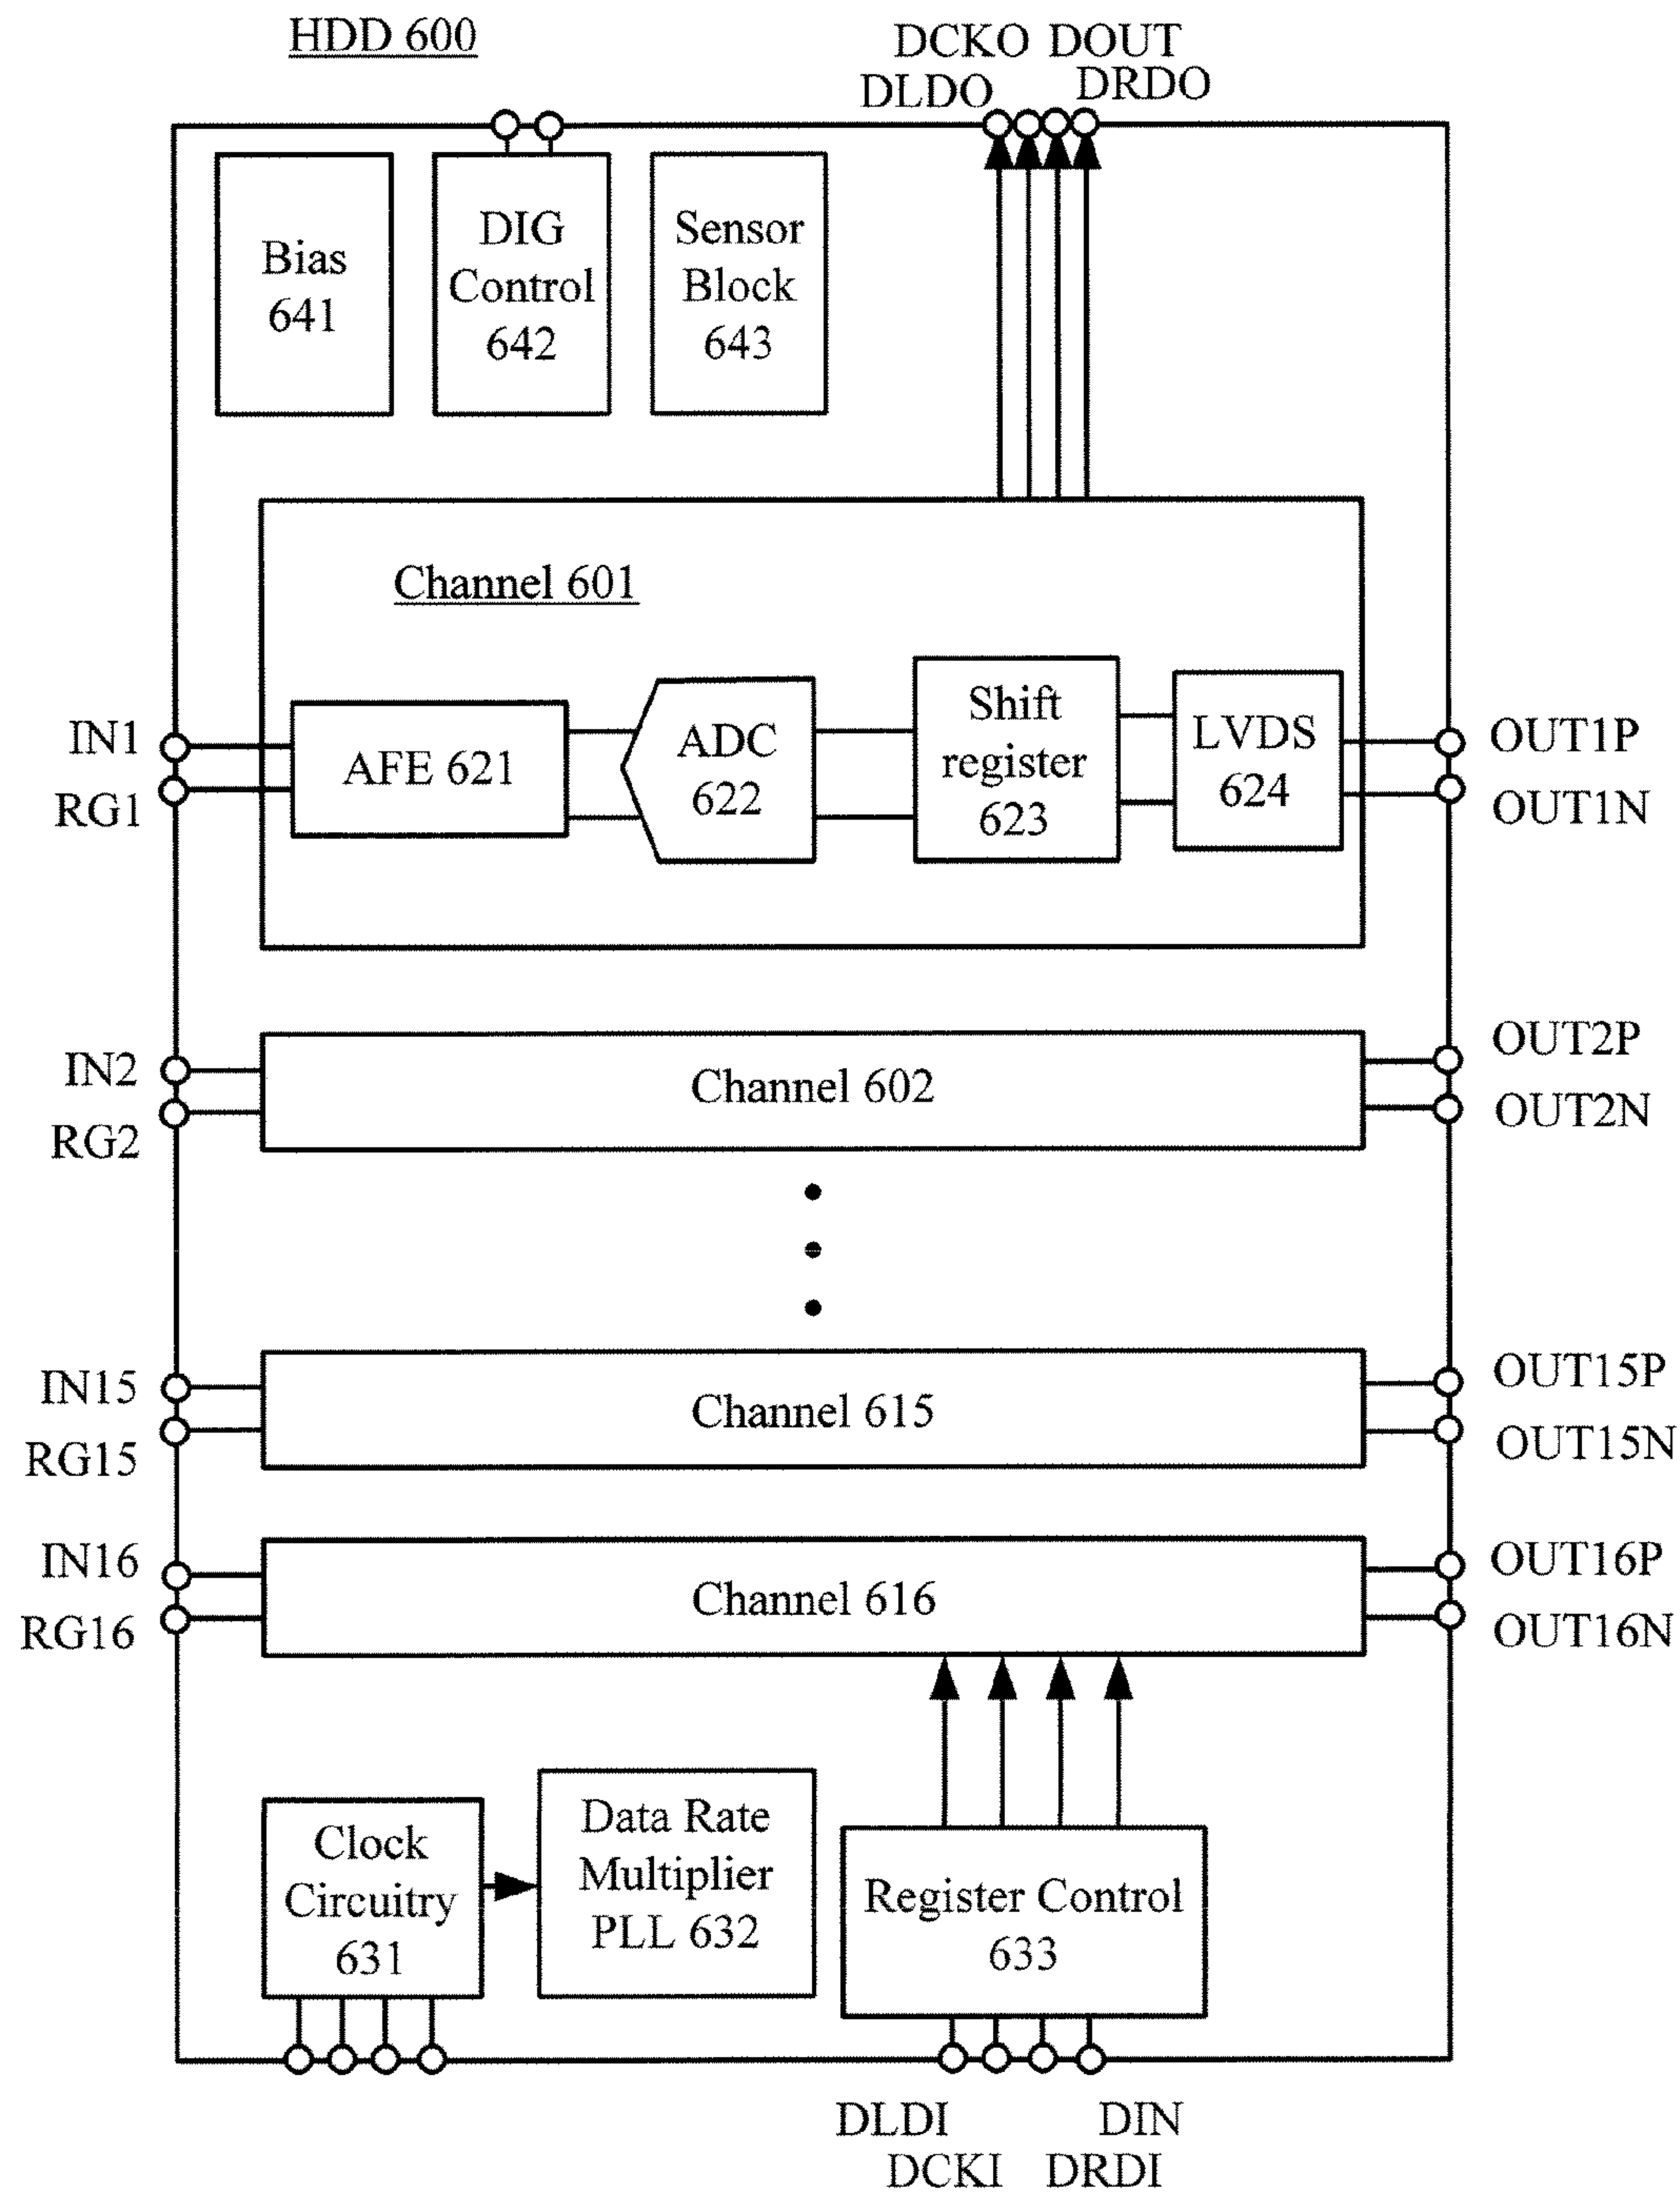 HDD 600
DCKO DOUT
DLDO DRDO
Bias
641
DIG
Control
642
Sensor
Block
643
Channel 601
IN1
RG1
AFE 621
ADC
622
Shift
register
623
LVDS
624
OUT1P
OUT1N
IN2
RG2
Channel 602
OUT2P
OUT2N
IN15
RG15
Channel 615
OUT15P
OUT15N
IN16
RG16
Channel 616
OUT16P
OUT16N
Clock
Circuitry
631
Data Rate
Multiplier
PLL 632
Register Control
633
DLDI DIN
DCKI DRDI